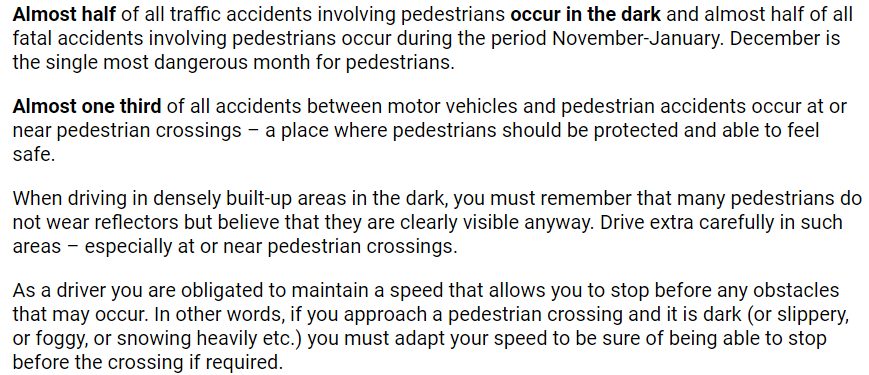 Almost half of all traffic accidents involving pedestrians occur in the dark and almost half of all
fatal accidents involving pedestrians occur during the period November-January. December is
the single most dangerous month for pedestrians.
Almost one third of all accidents between motor vehicles and pedestrian accidents occur at or
near pedestrian crossings – a place where pedestrians should be protected and able to feel
safe.
When driving in densely built-up areas in the dark, you must remember that many pedestrians do
not wear reflectors but believe that they are clearly visible anyway. Drive extra carefully in such
areas – especially at or near pedestrian crossings.
As a driver you are obligated to maintain a speed that allows you to stop before any obstacles
that may occur. In other words, if you approach a pedestrian crossing and it is dark (or slippery,
or foggy, or snowing heavily etc.) you must adapt your speed to be sure of being able to stop
before the crossing if required.